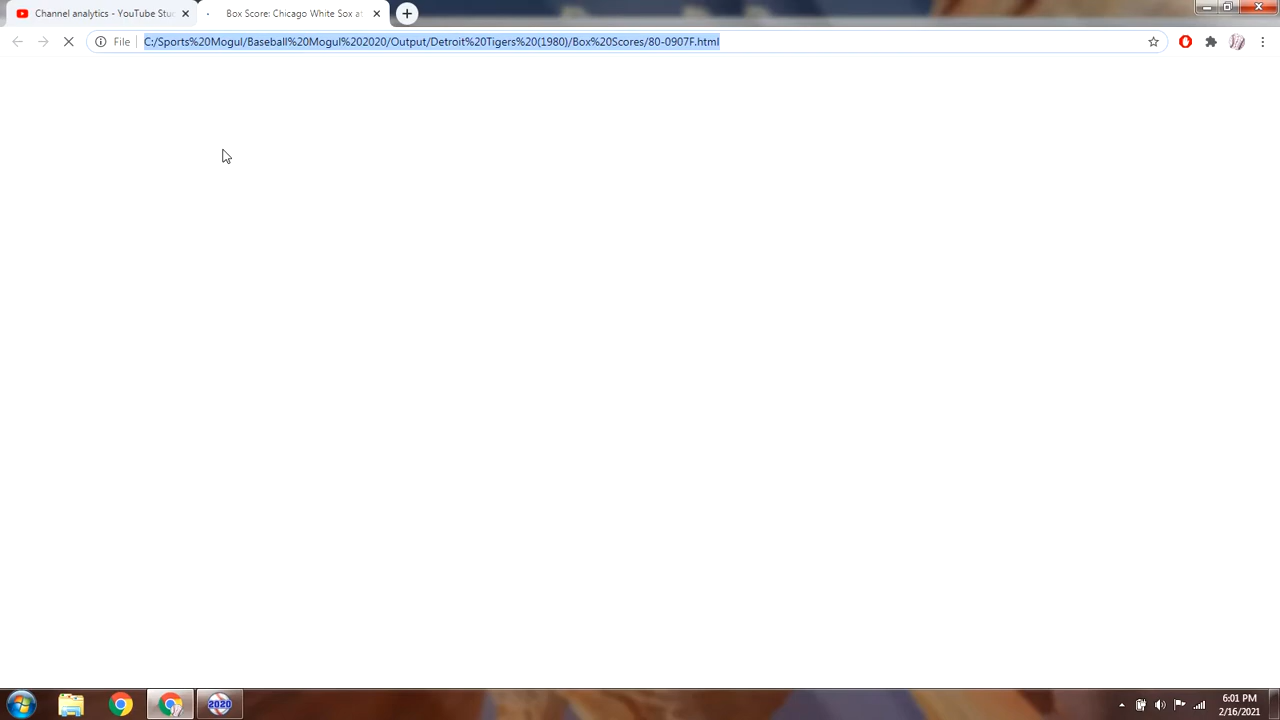 Channel analytics - YouTube Stu
Box Score: Chicago White Sox at
File
C:/Sports%20Mogul/Baseball%20Mogul%202020/Output/Detroit%20Tigers%20(1980)/Box%20Scores/80-0907F.html
2020
6:01 PM
2/16/2021